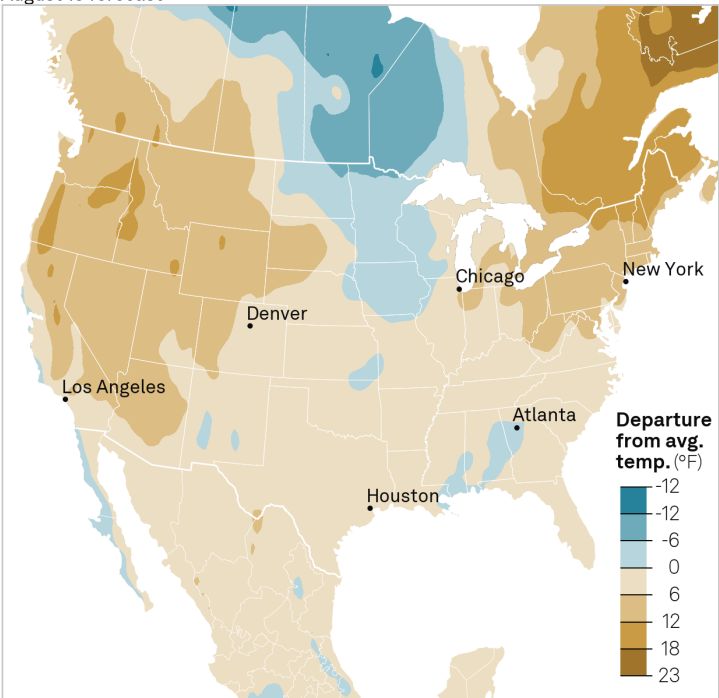 Chicago
New York
Denver
Los Angeles
Atlanta
Houston
Departure
from avg.
temp. (°F)
-12
-12
-6
0
6
12
18
23